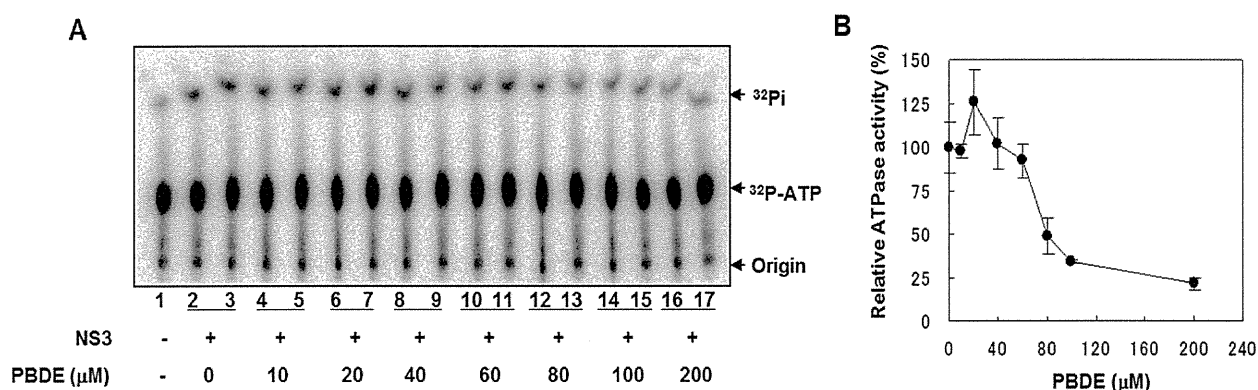 A
³²Pi
³²P-ATP
Origin
1 2 3 4 5 6 7 8 9 10 11 12 13 14 15 16 17
NS3 - + + + + + + + +
PBDE (μM) - 0 10 20 40 60 80 100 200
B
Relative ATPase activity (%)
150
125
100
75
50
25
0
0 40 80 120 160 200 240
PBDE (μM)